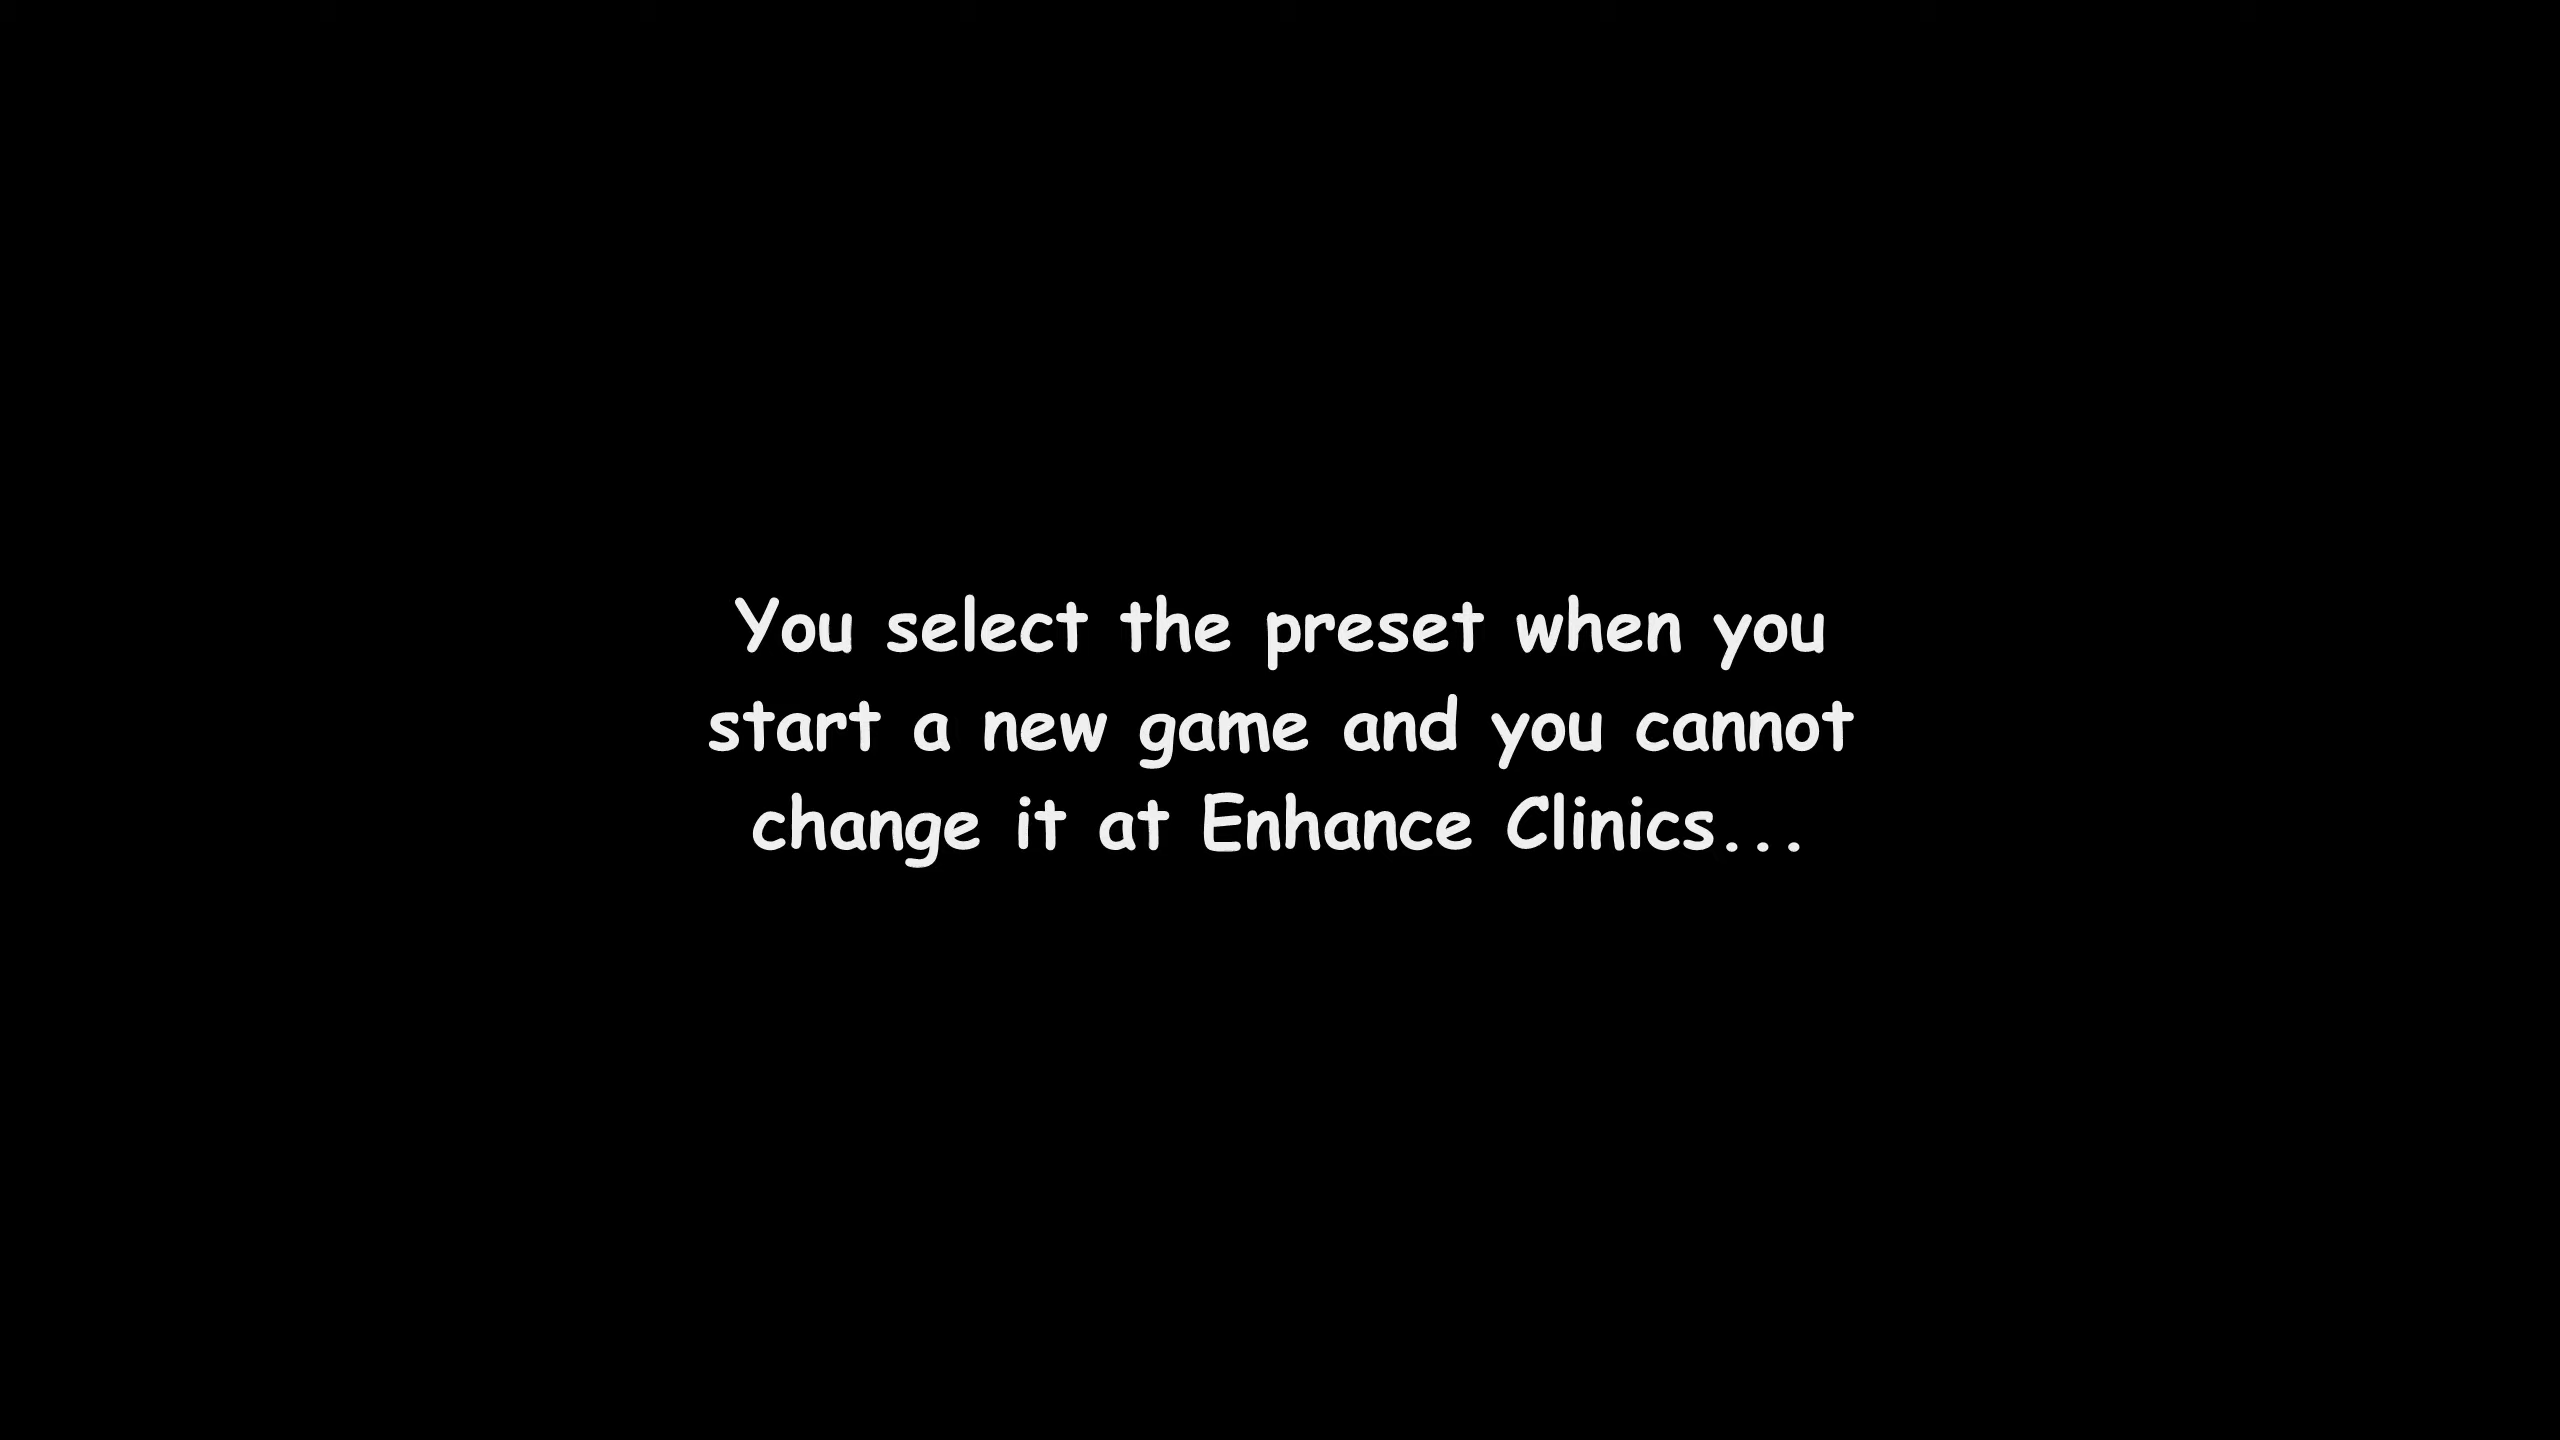 You select the preset when you
start a new game and you cannot
change it at Enhance Clinics...